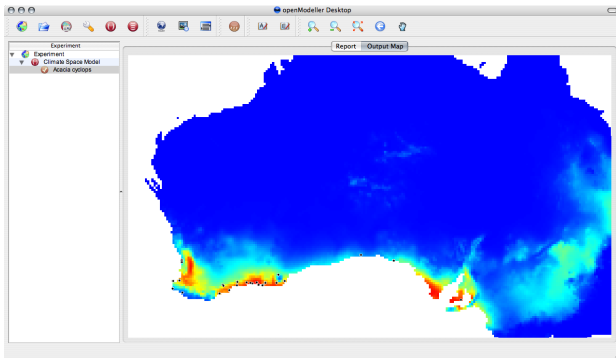 openModeller Desktop
Experiment
Report
Output Map
Experiment
Climate Space Model
Acacia cyclops